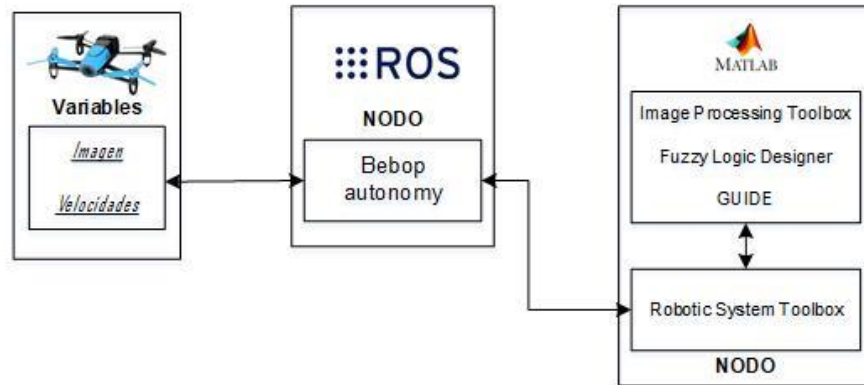 Variables
Imagen
Velocidades
ROS
NODO
Bebop
autonomy
MATLAB
Image Processing Toolbox
Fuzzy Logic Designer
GUIDE
Robotic System Toolbox
NODO